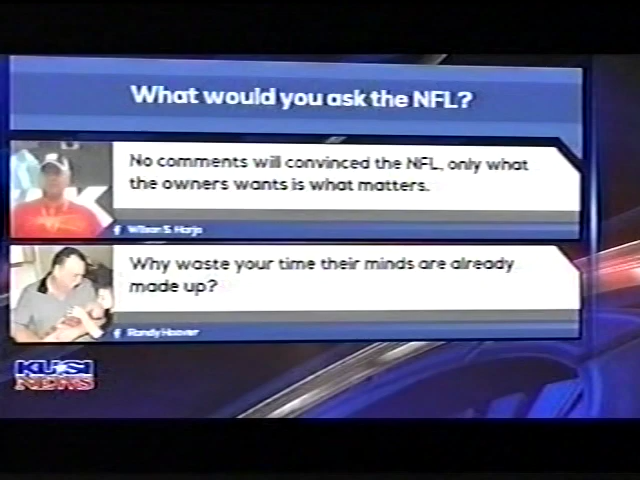 What would you ask the NFL?
No comments will convinced the NFL, only what
the owners wants is what matters.
Wilson S. Harjo
Why waste your time their minds are already
made up?
Randy Hoover
KUSI
NEWS